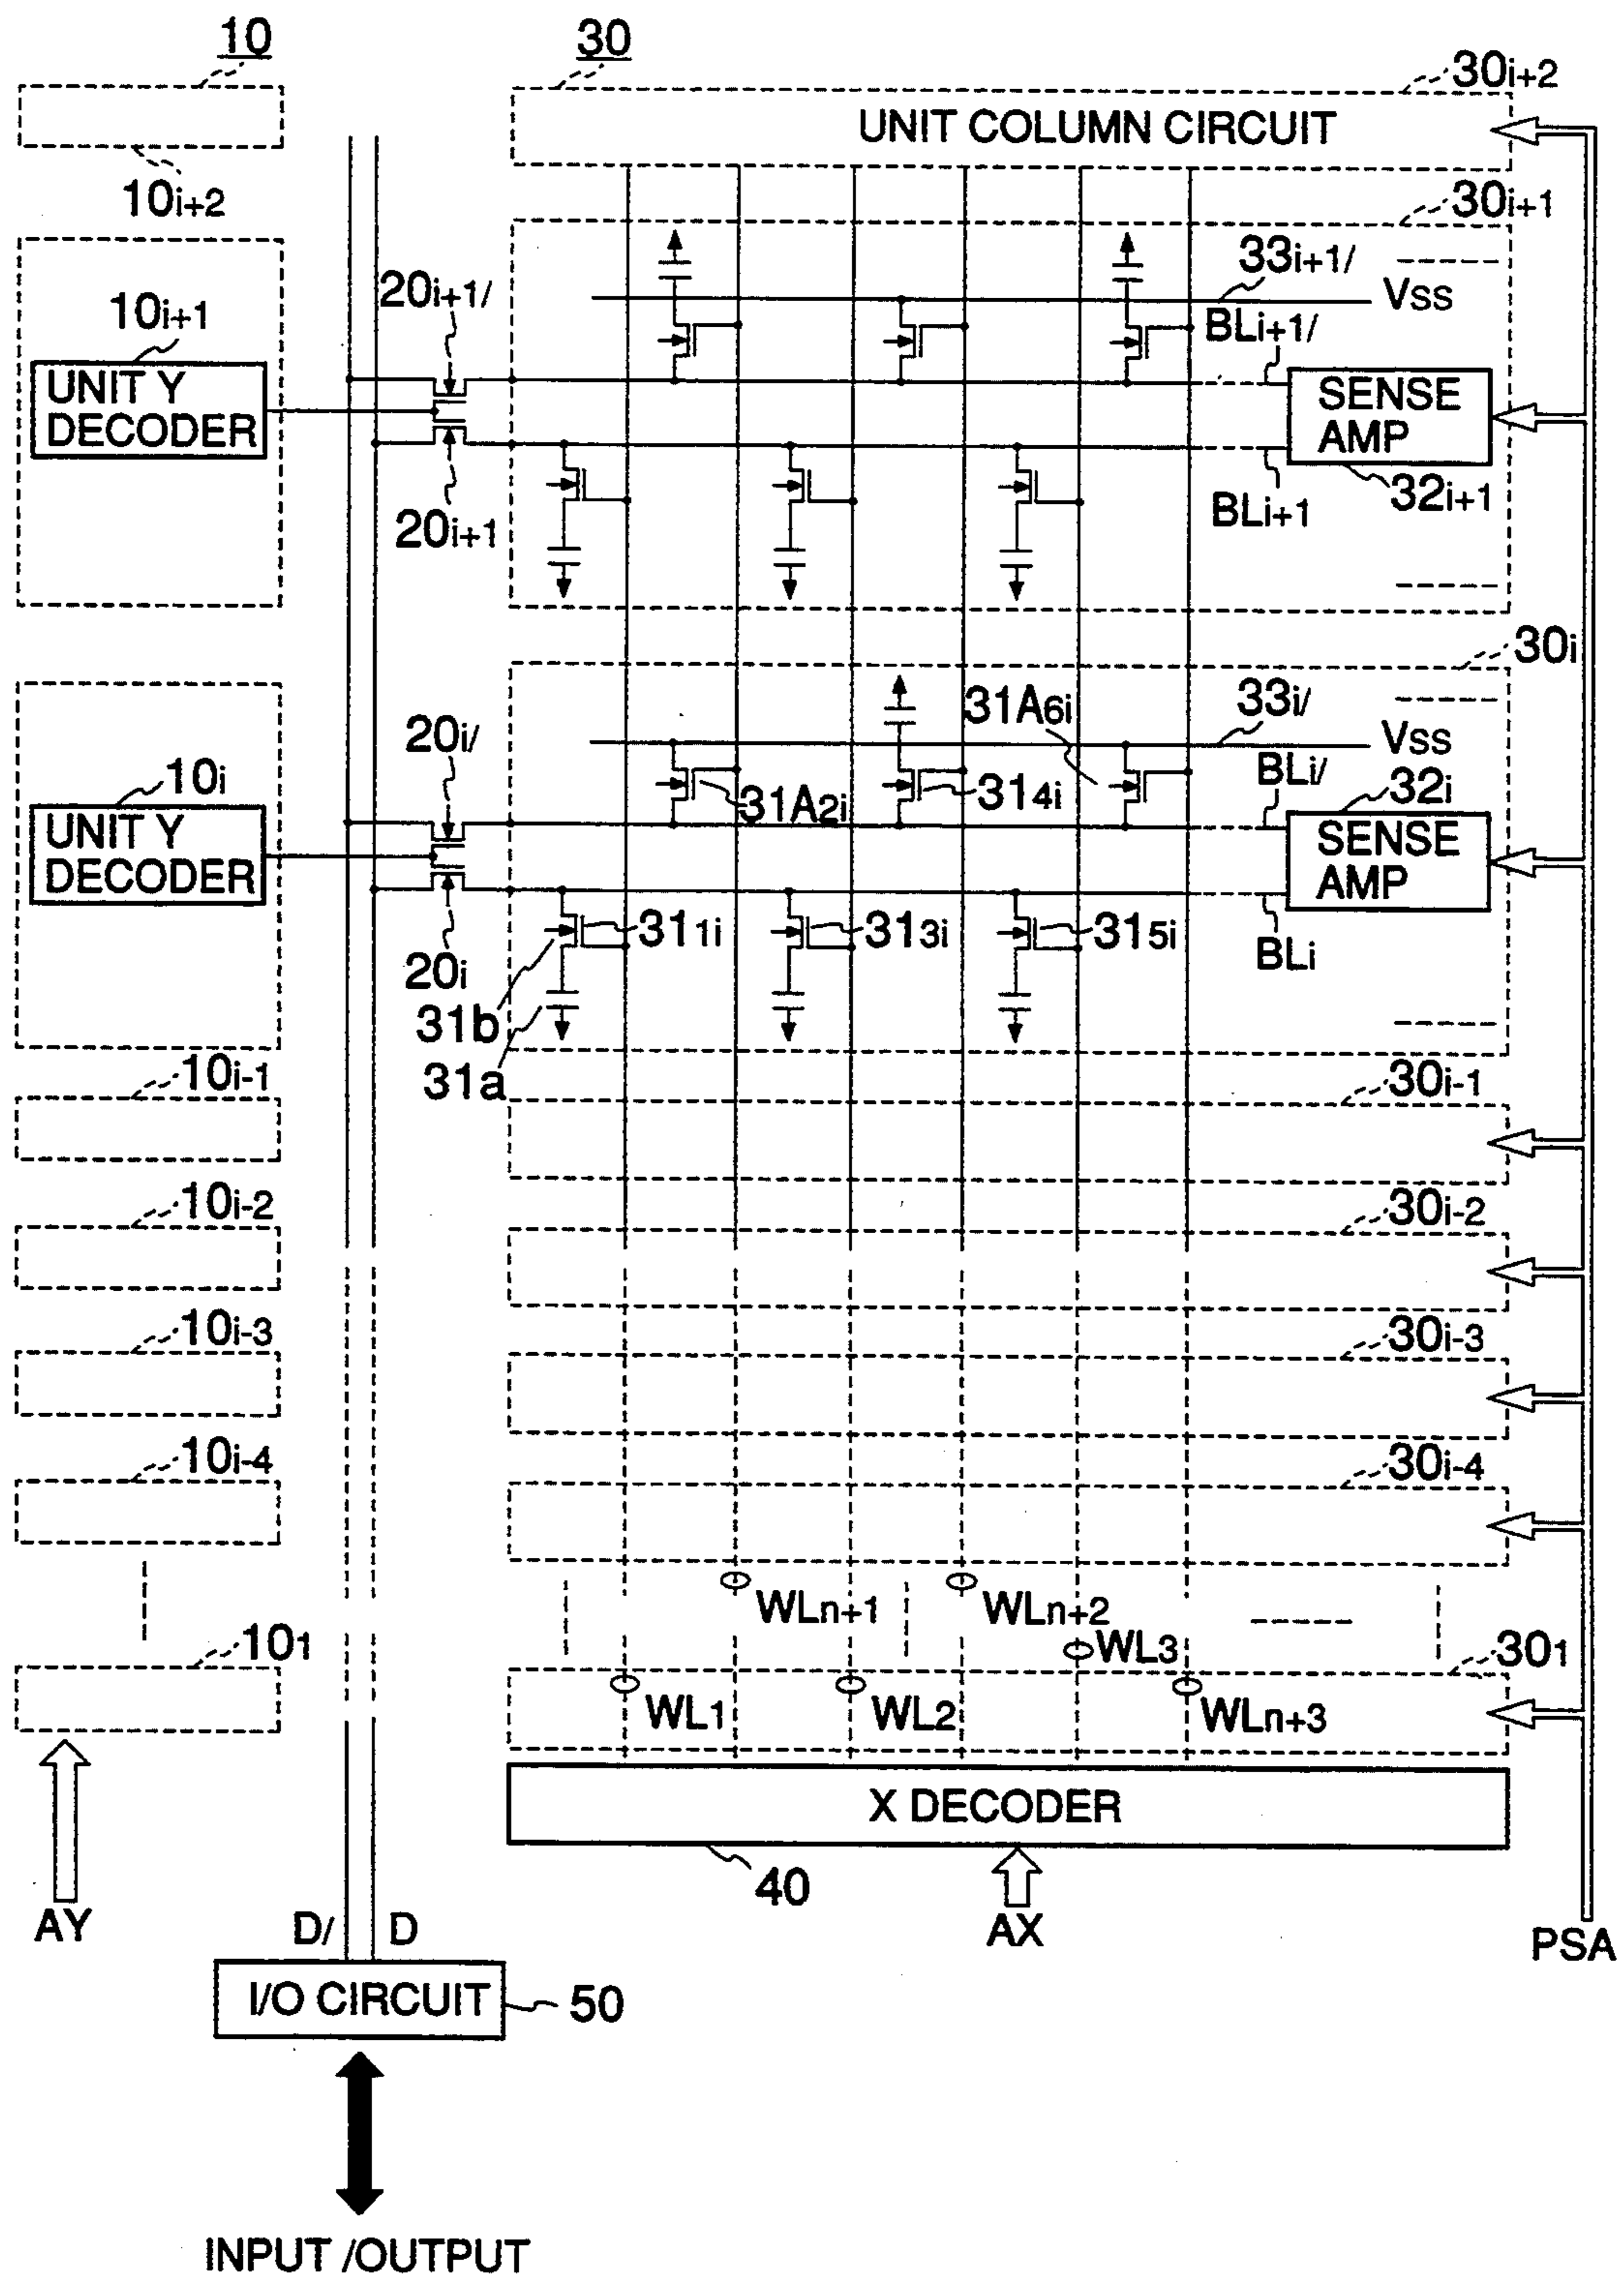 10
30
30i+2
UNIT COLUMN CIRCUIT
10i+2
30i+1
33i+1/
VSS
20i+1/
10i+1
BLi+1/
UNIT Y
DECODER
SENSE
AMP
20i+1
BLi+1
32i+1
30i
33i/
31A6i
VSS
20i/
BLi/
10i
31A2i
314i
32i
UNIT Y
DECODER
SENSE
AMP
311i
313i
315i
BLi
20i
31b
31a
10i-1
30i-1
10i-2
30i-2
10i-3
30i-3
10i-4
30i-4
WLn+1
WLn+2
WL3
101
301
WL1
WL2
WLn+3
X DECODER
40
AY
D/
D
AX
PSA
I/O CIRCUIT
50
INPUT /OUTPUT